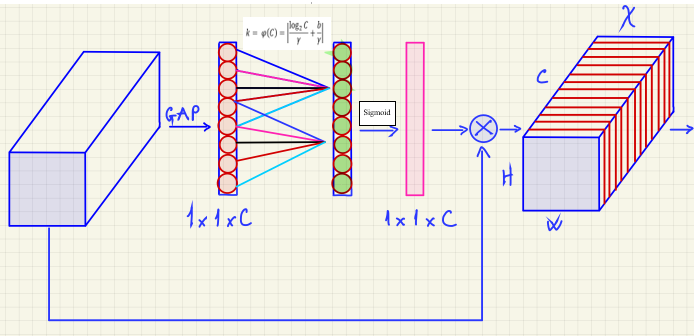 k = φ(C) = |log₂ C / γ + b / γ|
χ
C
GAP
Sigmoid
H
1 x 1 x C
1 x 1 x C
W